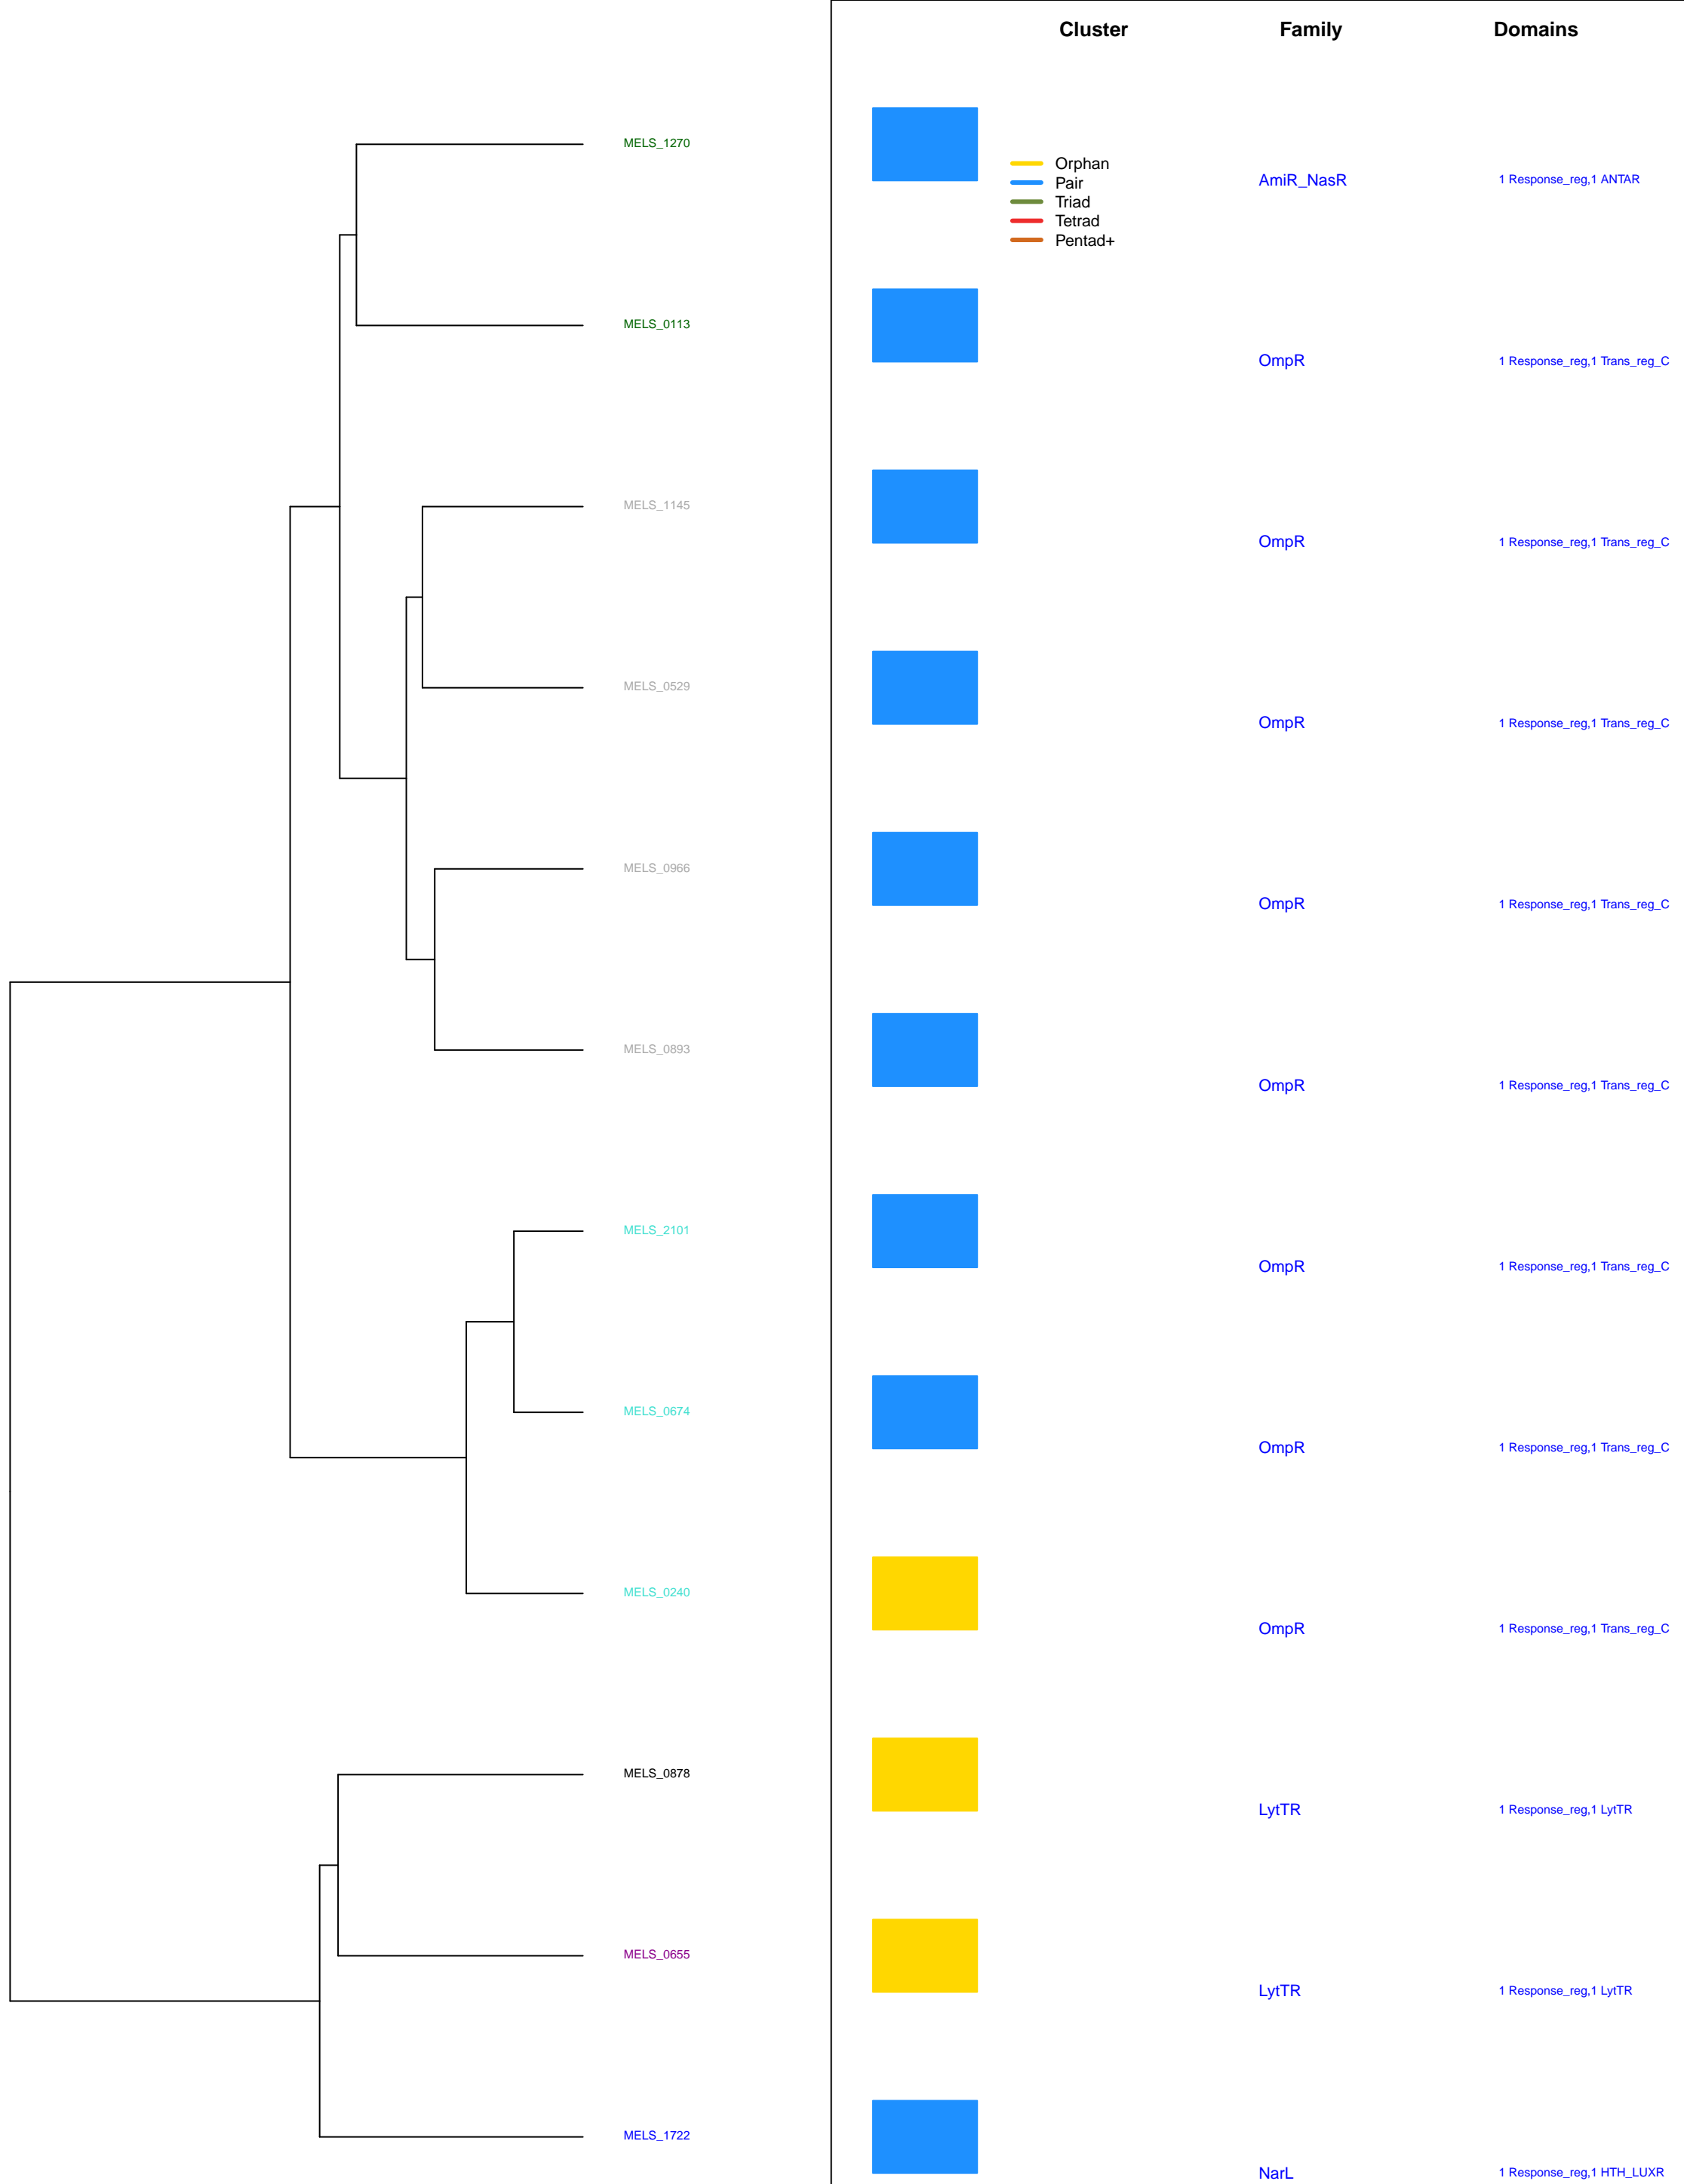 Cluster Family Domains
MELS_1270
Orphan
Pair
AmiR_NasR 1 Response_reg,1 ANTAR
Triad
Tetrad
Pentad+
MELS_0113
OmpR 1 Response_reg,1 Trans_reg_C
MELS_1145
OmpR 1 Response_reg,1 Trans_reg_C
MELS_0529
OmpR 1 Response_reg,1 Trans_reg_C
MELS_0966
OmpR 1 Response_reg,1 Trans_reg_C
MELS_0893
OmpR 1 Response_reg,1 Trans_reg_C
MELS_2101
OmpR 1 Response_reg,1 Trans_reg_C
MELS_0674
OmpR 1 Response_reg,1 Trans_reg_C
MELS_0240
OmpR 1 Response_reg,1 Trans_reg_C
MELS_0878
LytTR 1 Response_reg,1 LytTR
MELS_0655
LytTR 1 Response_reg,1 LytTR
MELS_1722
NarL 1 Response_reg,1 HTH_LUXR